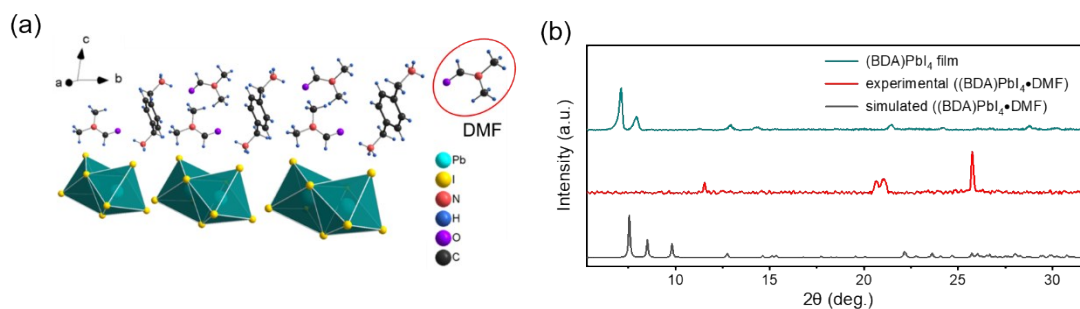 (a)
c
a
b
DMF
Pb
I
N
H
O
C
(b)
(BDA)PbI₄ film
experimental ((BDA)PbI₄•DMF)
simulated ((BDA)PbI₄•DMF)
Intensity (a.u.)
10 15 20 25 30
2θ (deg.)